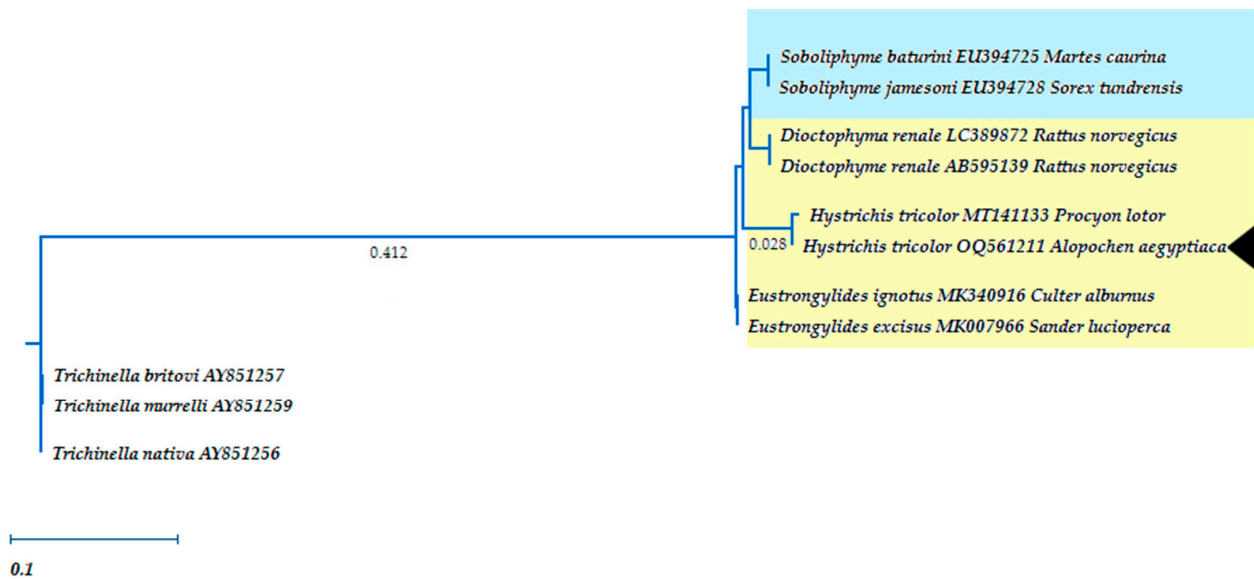 Soboliphyme baturini EU394725 Martes caurina
Soboliphyme jamesoni EU394728 Sorex tundrensis
Dioctophyma renale LC389872 Rattus norvegicus
Dioctophyme renale AB595139 Rattus norvegicus
Hystrichis tricolor MT141133 Procyon lotor
0.028
Hystrichis tricolor OQ561211 Alopochen aegyptiaca
0.412
Eustrongylides ignotus MK340916 Culter alburnus
Eustrongylides excisus MK007966 Sander lucioperca
Trichinella britovi AY851257
Trichinella murrelli AY851259
Trichinella nativa AY851256
0.1